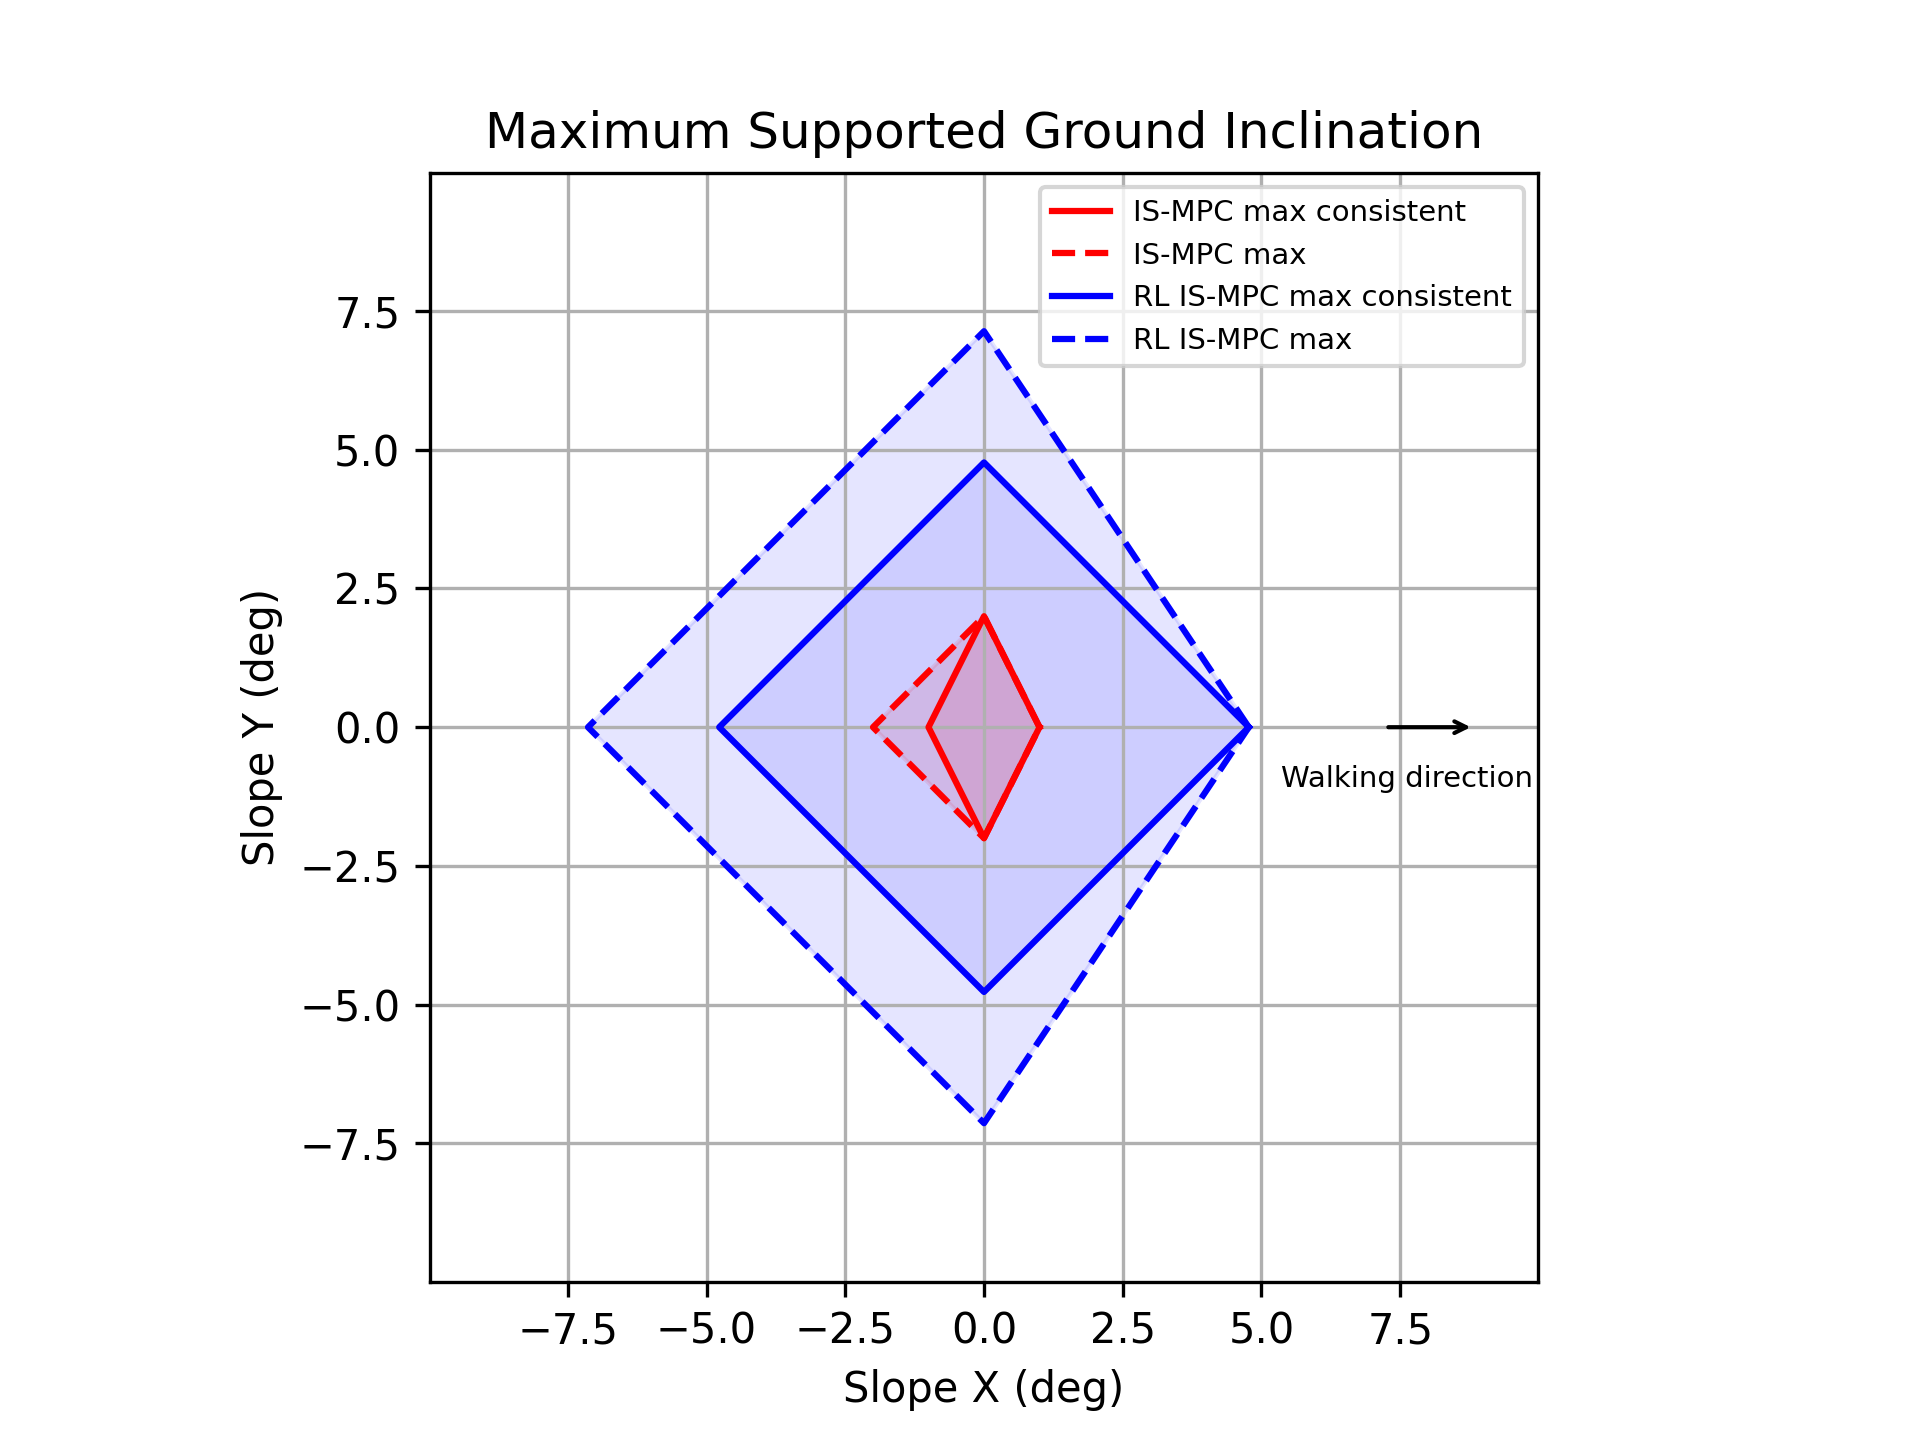 Maximum Supported Ground Inclination
IS-MPC max consistent
IS-MPC max
RL IS-MPC max consistent
RL IS-MPC max
7.5
5.0
2.5
0.0
−2.5
−5.0
−7.5
Slope Y (deg)
Walking direction
−7.5 −5.0 −2.5 0.0 2.5 5.0 7.5
Slope X (deg)